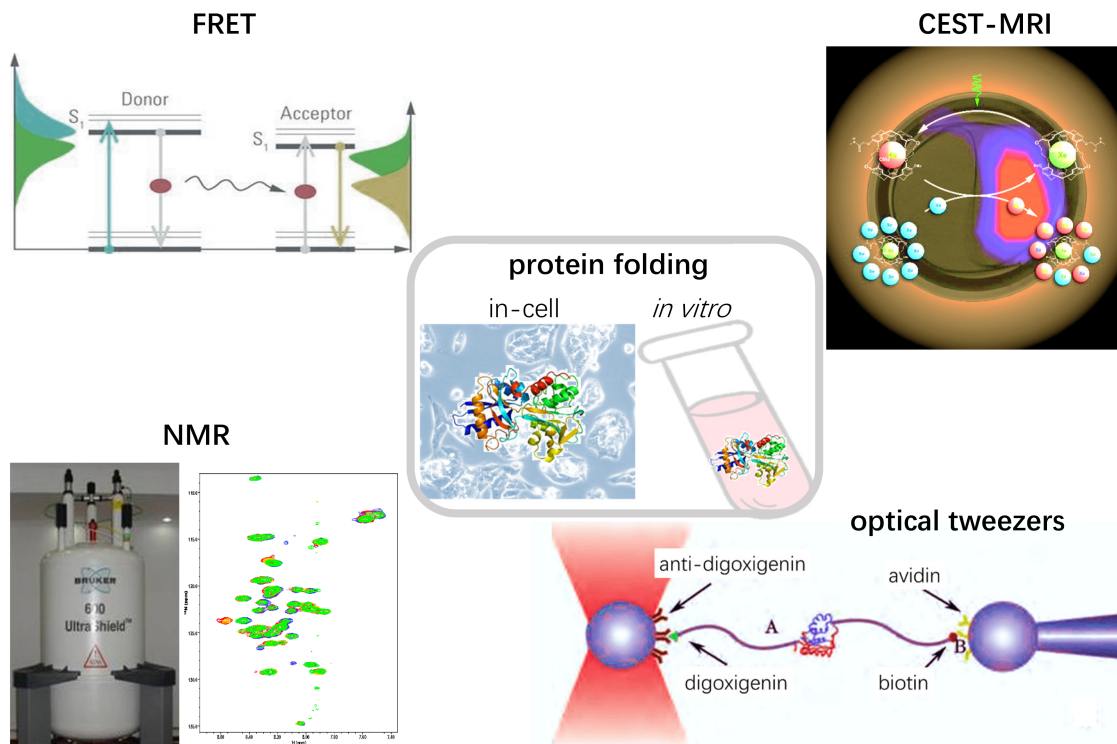 FRET
CEST-MRI
Donor
S1
Acceptor
S1
protein folding
in-cell
in vitro
NMR
BRUKER
600
UltraShield™
optical tweezers
anti-digoxigenin
avidin
A
B
digoxigenin
biotin